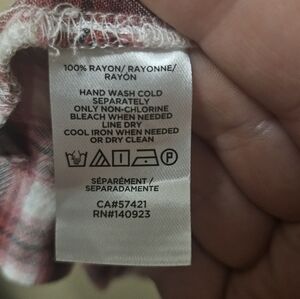 100% RAYON/ RAYONNE/
RAYÓN
HAND WASH COLD
SEPARATELY
ONLY NON-CHLORINE
BLEACH WHEN NEEDED
LINE DRY
COOL IRON WHEN NEEDED
OR DRY CLEAN
P
SÉPARÉMENT/
SEPARADAMENTE
CA#57421
RN#140923